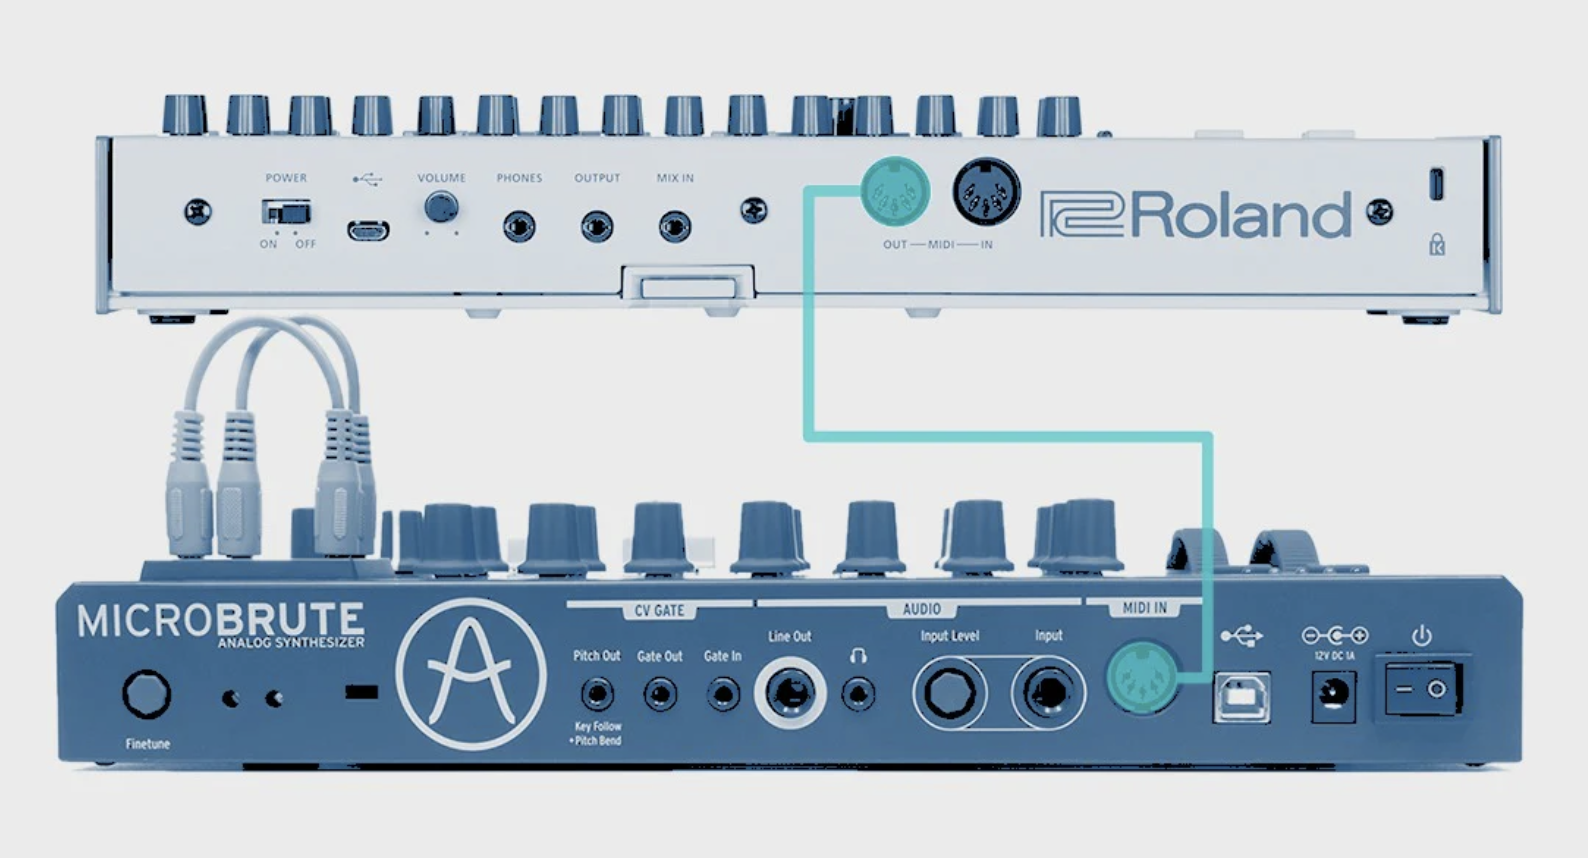 POWER
VOLUME
PHONES
OUTPUT
MIX IN
ON OFF
OUT — MIDI — IN
Roland
K
MICROBRUTE
ANALOG SYNTHESIZER
Finetune
CV GATE
Pitch Out
Gate Out
Gate In
Key Follow
+Pitch Bend
AUDIO
Line Out
Input Level
Input
MIDI IN
12V DC 1A